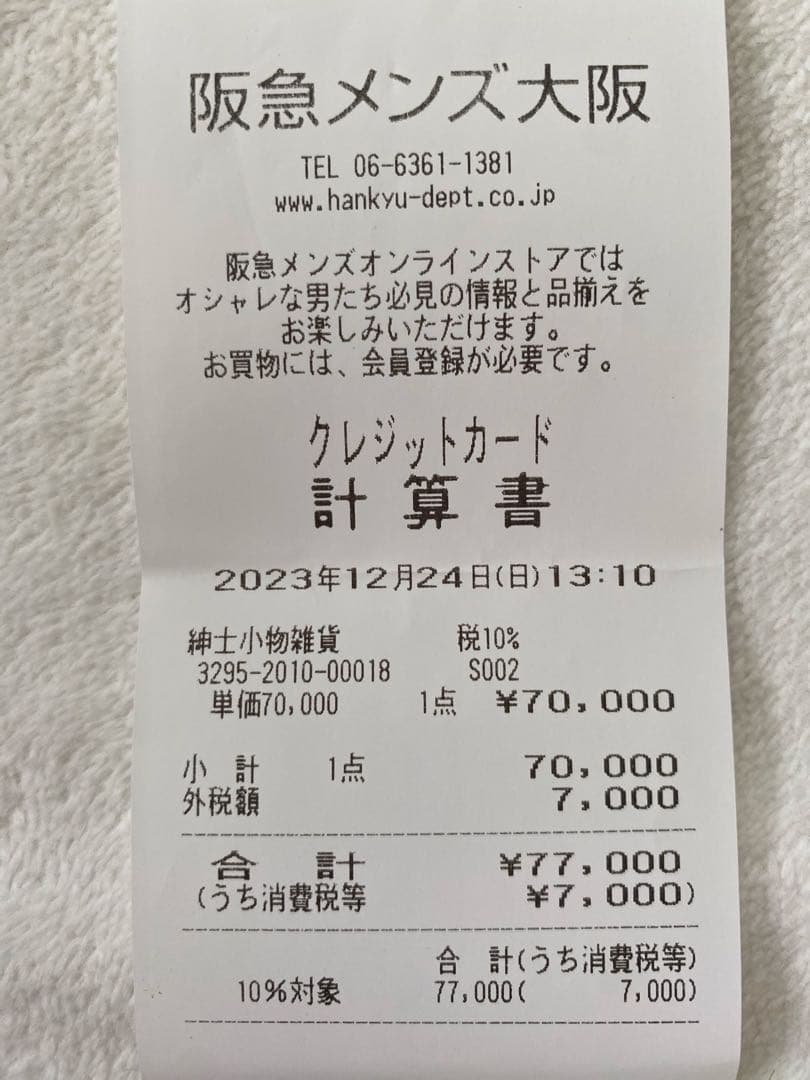 阪急メンズ大阪
TEL 06-6361-1381
www.hankyu-dept.co.jp
阪急メンズオンラインストアでは
オシャレな男たち必見の情報と品揃えを
お楽しみいただけます。
お買物には、会員登録が必要です。
クレジットカード
計算書
2023年12月24日(日)13:10
紳士小物雑貨 税10%
3295-2010-00018 S002
単価70,000 1点 ¥70,000
小計 1点 70,000
外税額 7,000
合計 ¥77,000
(うち消費税等 ¥7,000)
合計(うち消費税等)
10%対象 77,000( 7,000)